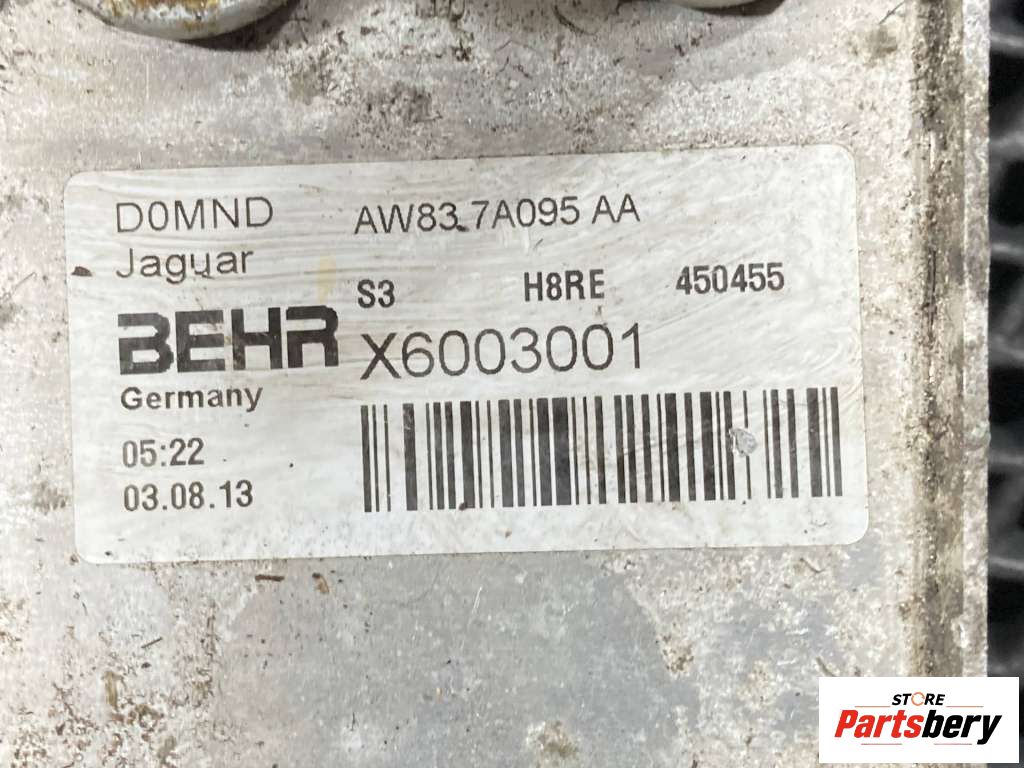 D0MND AW83.7A095 AA
Jaguar
S3 H8RE 450455
BEHR X6003001
Germany
05:22
03.08.13
STORE
Partsbery